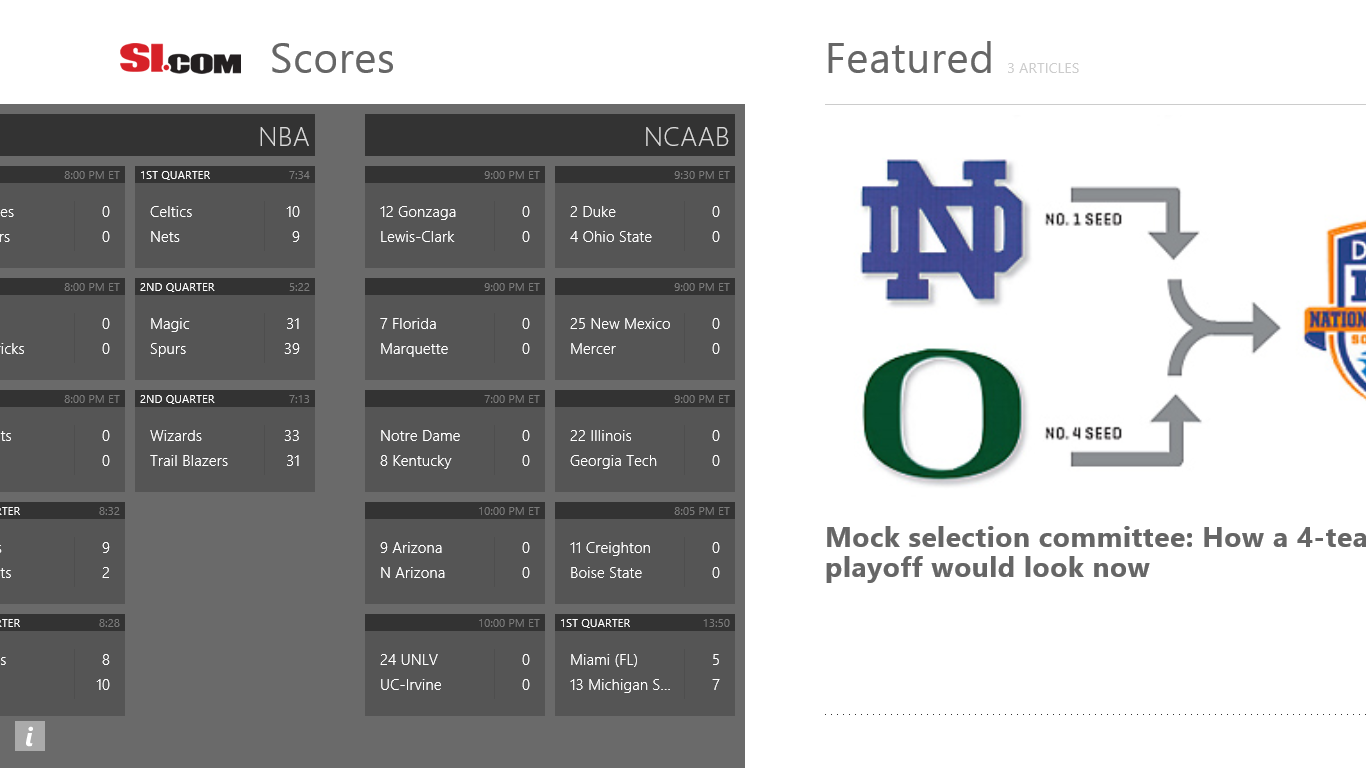 SI.COM Scores
NBA
8:00 PM ET
es 0
rs 0
1ST QUARTER 7:34
Celtics 10
Nets 9
8:00 PM ET
0
icks 0
2ND QUARTER 5:22
Magic 31
Spurs 39
8:00 PM ET
ts 0
0
2ND QUARTER 7:13
Wizards 33
Trail Blazers 31
TER 8:32
s 9
ts 2
TER 8:28
s 8
10
NCAAB
9:00 PM ET
12 Gonzaga 0
Lewis-Clark 0
9:30 PM ET
2 Duke 0
4 Ohio State 0
9:00 PM ET
7 Florida 0
Marquette 0
9:00 PM ET
25 New Mexico 0
Mercer 0
7:00 PM ET
Notre Dame 0
8 Kentucky 0
9:00 PM ET
22 Illinois 0
Georgia Tech 0
10:00 PM ET
9 Arizona 0
N Arizona 0
8:05 PM ET
11 Creighton 0
Boise State 0
10:00 PM ET
24 UNLV 0
UC-Irvine 0
1ST QUARTER 13:50
Miami (FL) 5
13 Michigan S... 7
i
Featured 3 ARTICLES
ND
NO. 1 SEED
O
NO. 4 SEED
NATION
Mock selection committee: How a 4-tea
playoff would look now